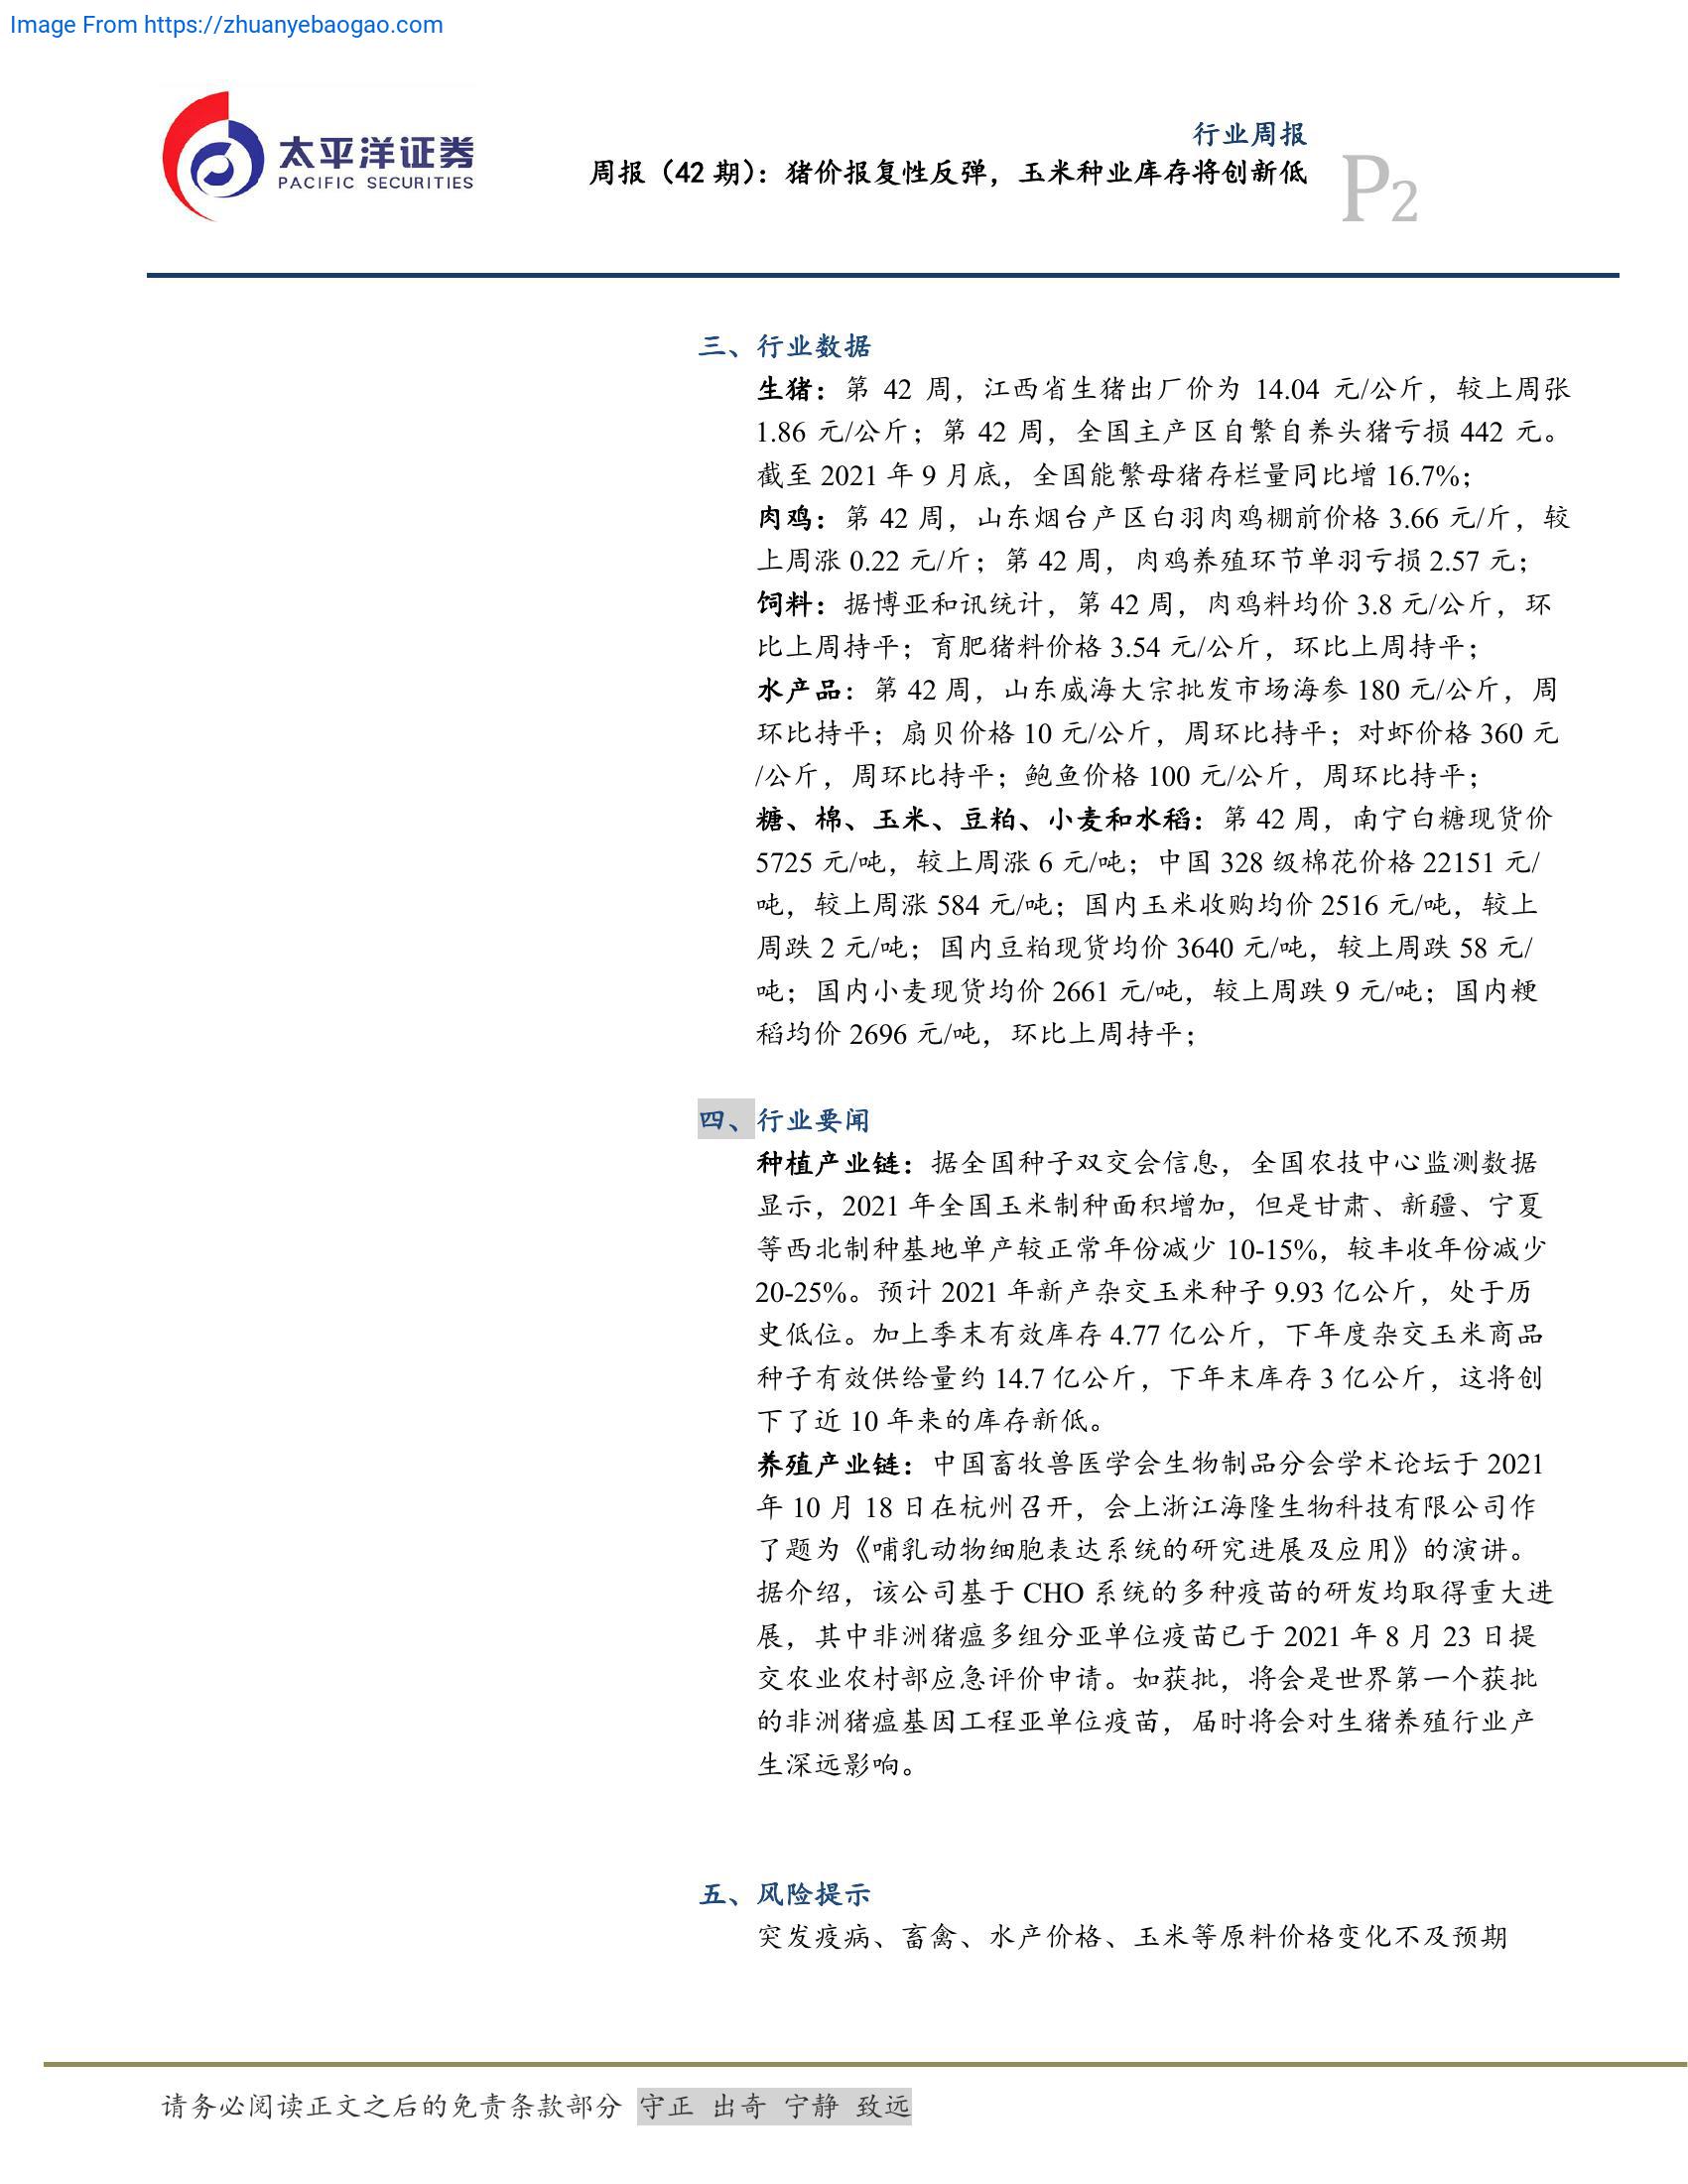 Image From https://zhuanyebaogao.com
太平洋证券
PACIFIC SECURITIES
行业周报
周报（42 期）：猪价报复性反弹，玉米种业库存将创新低
P2
三、行业数据
生猪：第 42 周，江西省生猪出厂价为 14.04 元/公斤，较上周张
1.86 元/公斤；第 42 周，全国主产区自繁自养头猪亏损 442 元。
截至 2021 年 9 月底，全国能繁母猪存栏量同比增 16.7%；
肉鸡：第 42 周，山东烟台产区白羽肉鸡棚前价格 3.66 元/斤，较
上周涨 0.22 元/斤；第 42 周，肉鸡养殖环节单羽亏损 2.57 元；
饲料：据博亚和讯统计，第 42 周，肉鸡料均价 3.8 元/公斤，环
比上周持平；育肥猪料价格 3.54 元/公斤，环比上周持平；
水产品：第 42 周，山东威海大宗批发市场海参 180 元/公斤，周
环比持平；扇贝价格 10 元/公斤，周环比持平；对虾价格 360 元
/公斤，周环比持平；鲍鱼价格 100 元/公斤，周环比持平；
糖、棉、玉米、豆粕、小麦和水稻：第 42 周，南宁白糖现货价
5725 元/吨，较上周涨 6 元/吨；中国 328 级棉花价格 22151 元/
吨，较上周涨 584 元/吨；国内玉米收购均价 2516 元/吨，较上
周跌 2 元/吨；国内豆粕现货均价 3640 元/吨，较上周跌 58 元/
吨；国内小麦现货均价 2661 元/吨，较上周跌 9 元/吨；国内粳
稻均价 2696 元/吨，环比上周持平；
四、行业要闻
种植产业链：据全国种子双交会信息，全国农技中心监测数据
显示，2021 年全国玉米制种面积增加，但是甘肃、新疆、宁夏
等西北制种基地单产较正常年份减少 10-15%，较丰收年份减少
20-25%。预计 2021 年新产杂交玉米种子 9.93 亿公斤，处于历
史低位。加上季末有效库存 4.77 亿公斤，下年度杂交玉米商品
种子有效供给量约 14.7 亿公斤，下年末库存 3 亿公斤，这将创
下了近 10 年来的库存新低。
养殖产业链：中国畜牧兽医学会生物制品分会学术论坛于 2021
年 10 月 18 日在杭州召开，会上浙江海隆生物科技有限公司作
了题为《哺乳动物细胞表达系统的研究进展及应用》的演讲。
据介绍，该公司基于 CHO 系统的多种疫苗的研发均取得重大进
展，其中非洲猪瘟多组分亚单位疫苗已于 2021 年 8 月 23 日提
交农业农村部应急评价申请。如获批，将会是世界第一个获批
的非洲猪瘟基因工程亚单位疫苗，届时将会对生猪养殖行业产
生深远影响。
五、风险提示
突发疫病、畜禽、水产价格、玉米等原料价格变化不及预期
请务必阅读正文之后的免责条款部分 守正 出奇 宁静 致远